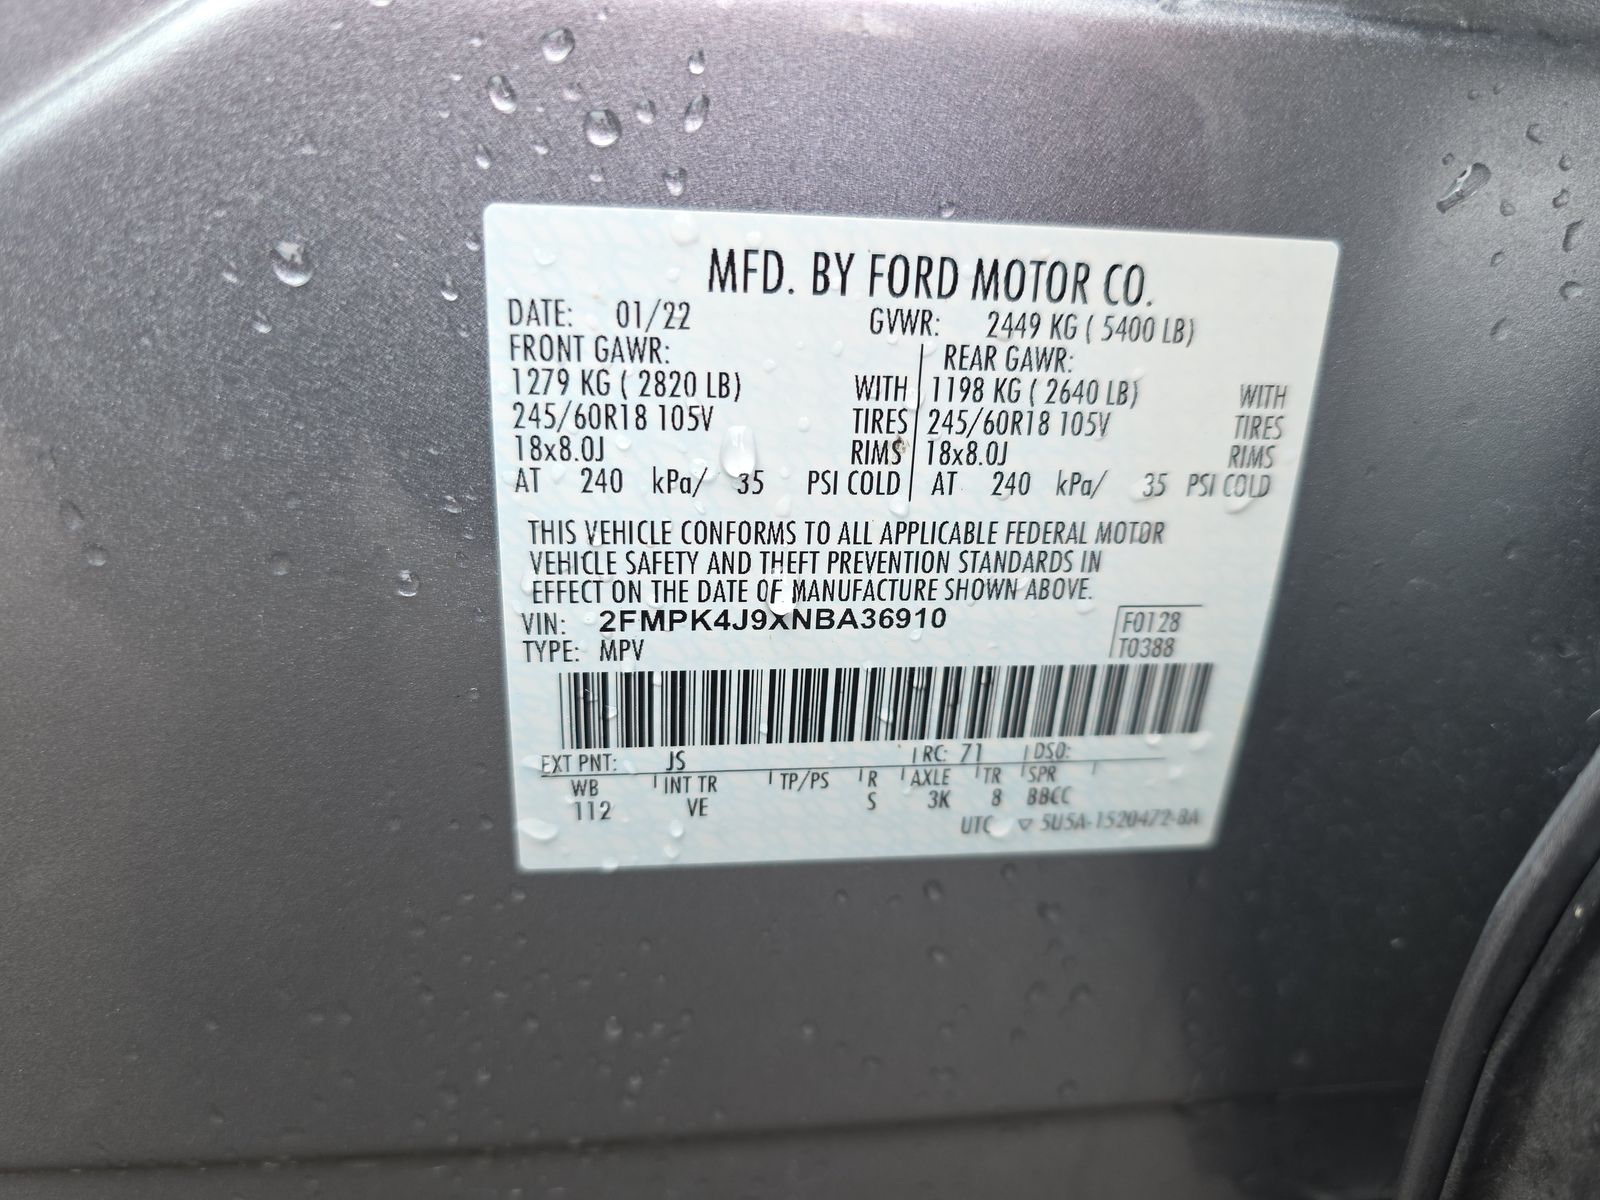 MFD. BY FORD MOTOR CO.
DATE: 01/22 GVWR: 2449 KG ( 5400 LB)
FRONT GAWR: REAR GAWR:
1279 KG ( 2820 LB) WITH 1198 KG ( 2640 LB) WITH
245/60R18 105V TIRES 245/60R18 105V TIRES
18x8.0J RIMS 18x8.0J RIMS
AT 240 kPa/ 35 PSI COLD AT 240 kPa/ 35 PSI COLD
THIS VEHICLE CONFORMS TO ALL APPLICABLE FEDERAL MOTOR
VEHICLE SAFETY AND THEFT PREVENTION STANDARDS IN
EFFECT ON THE DATE OF MANUFACTURE SHOWN ABOVE.
VIN: 2FMPK4J9XNBA36910 F0128
TYPE: MPV T0388
EXT PNT: JS RC: 71 DSO:
WB INT TR TP/PS R AXLE TR SPR
112 VE S 3K 8 BBCC
UTC ▽ 5U5A-1520472-BA